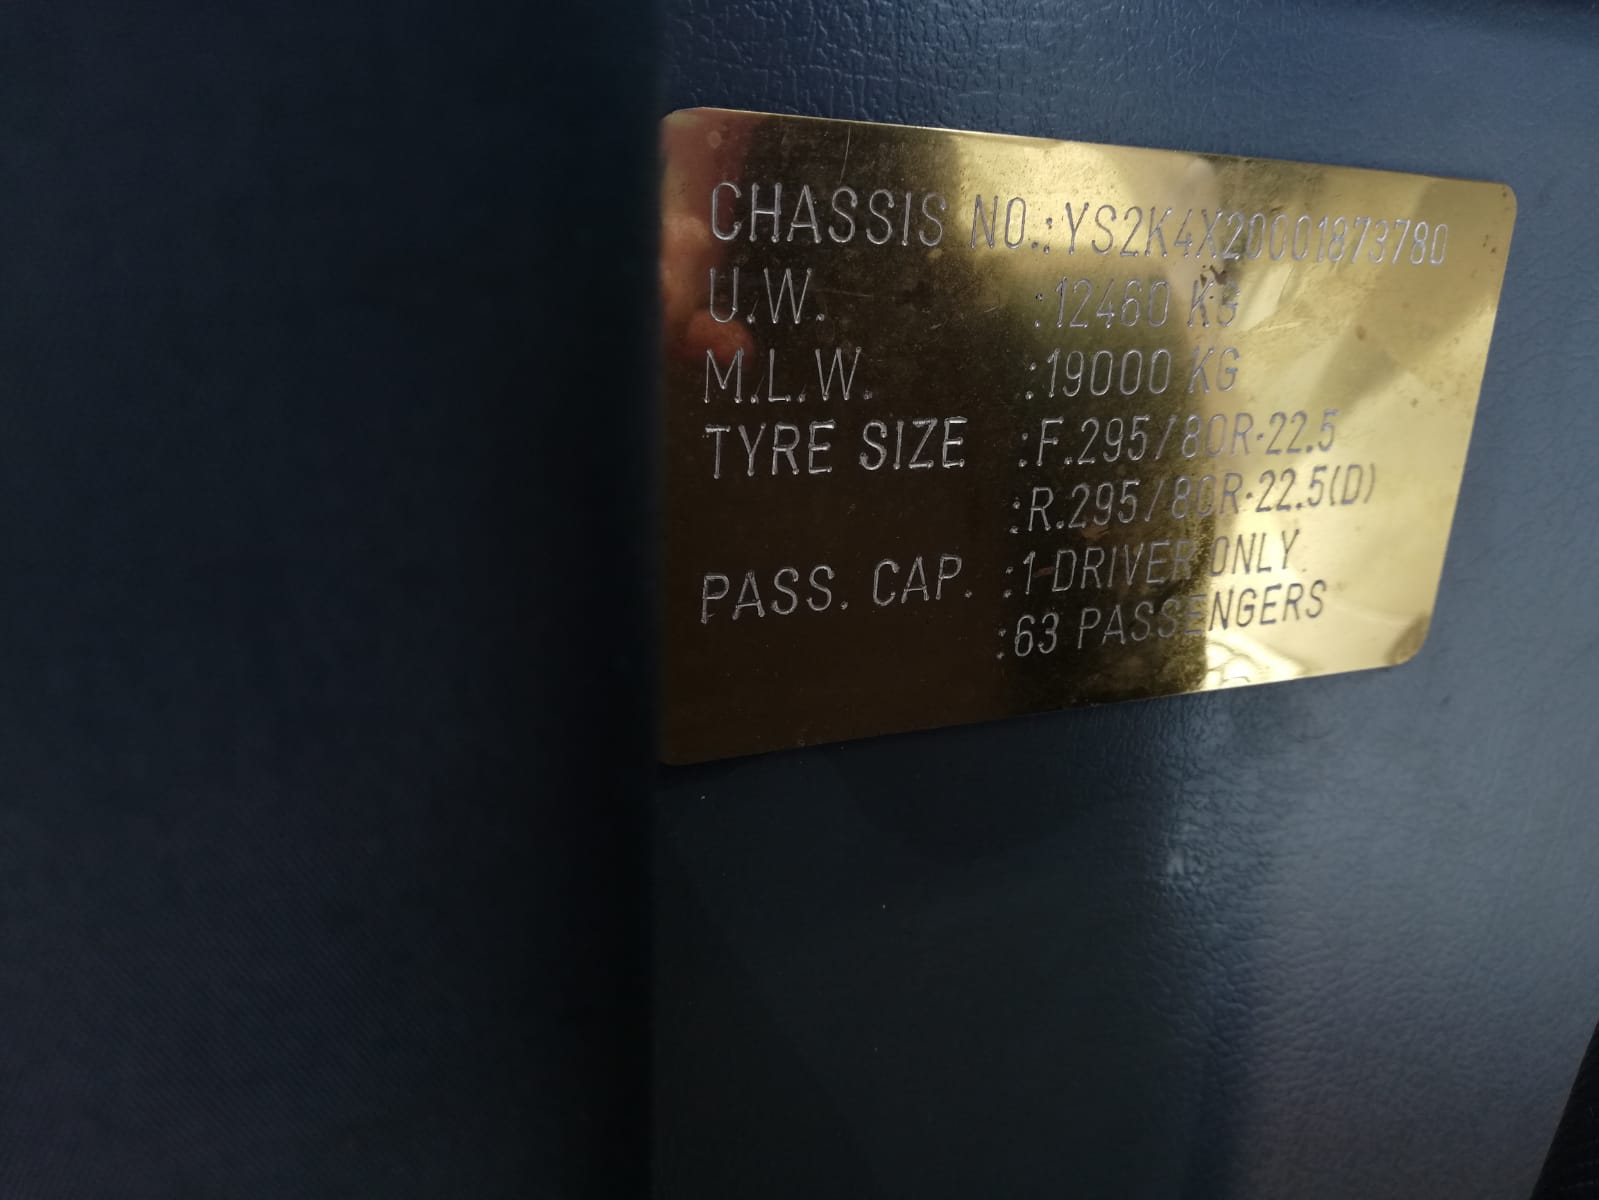 CHASSIS NO.:YS2K4X20001873780
U.W. :12460 KG
M.L.W. :19000 KG
TYRE SIZE :F.295/80R·22.5
:R.295/80R·22.5(D)
PASS. CAP. :1 DRIVER ONLY
:63 PASSENGERS